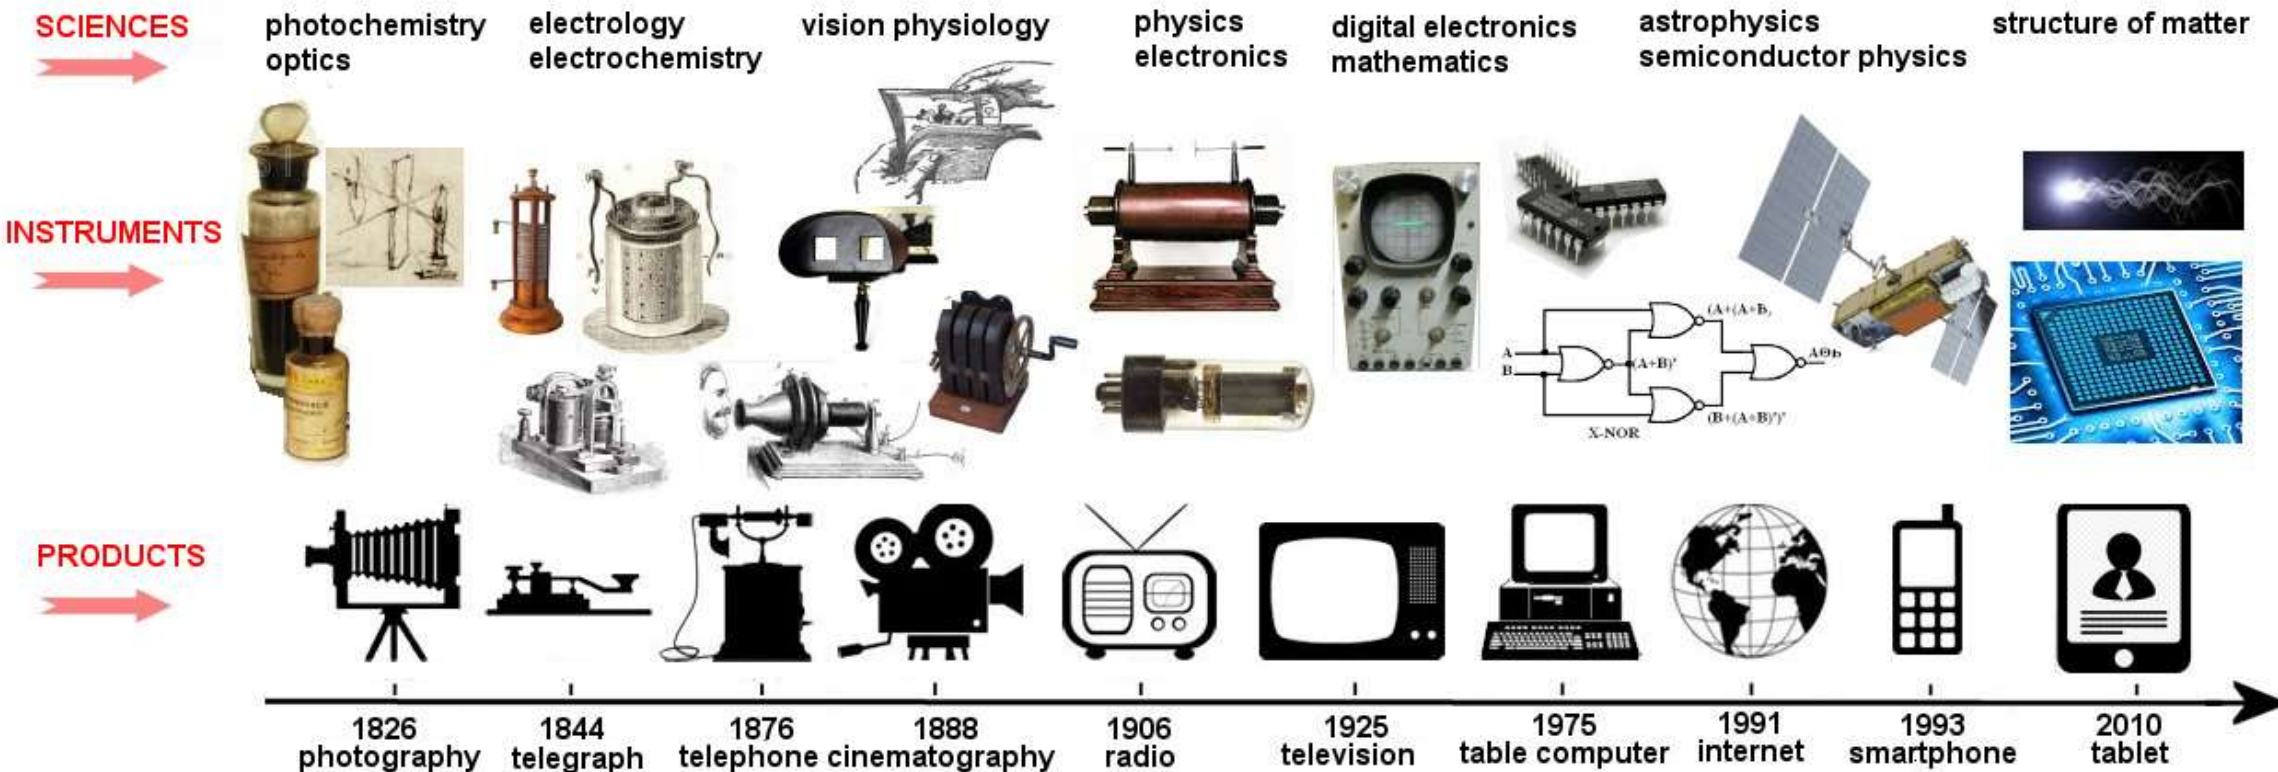 SCIENCES
photochemistry
optics
electrology
electrochemistry
vision physiology
physics
electronics
digital electronics
mathematics
astrophysics
semiconductor physics
structure of matter
INSTRUMENTS
A
B
(A+(A+B)
(A+B)'
(B+(A+B)')'
X-NOR
PRODUCTS
1826
photography
1844
telegraph
1876
telephone
1888
cinematography
1906
radio
1925
television
1975
table computer
1991
internet
1993
smartphone
2010
tablet